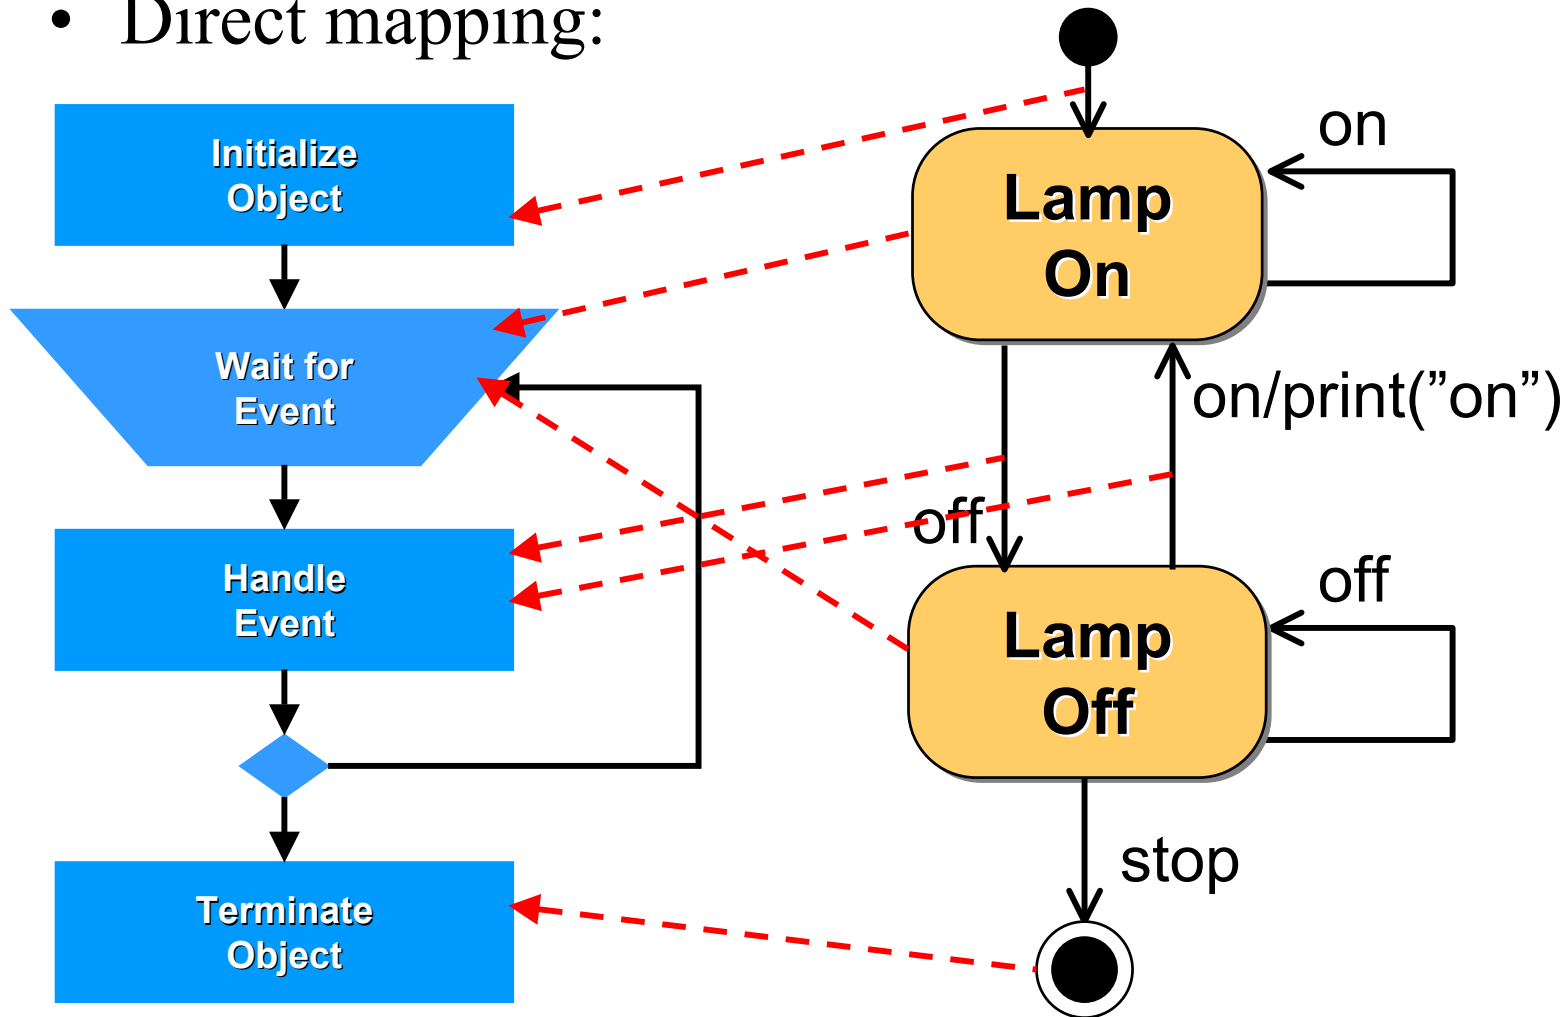 • Direct mapping:
Initialize
Object
Wait for
Event
Handle
Event
Terminate
Object
on
Lamp
On
on/print(”on”)
off
off
Lamp
Off
stop